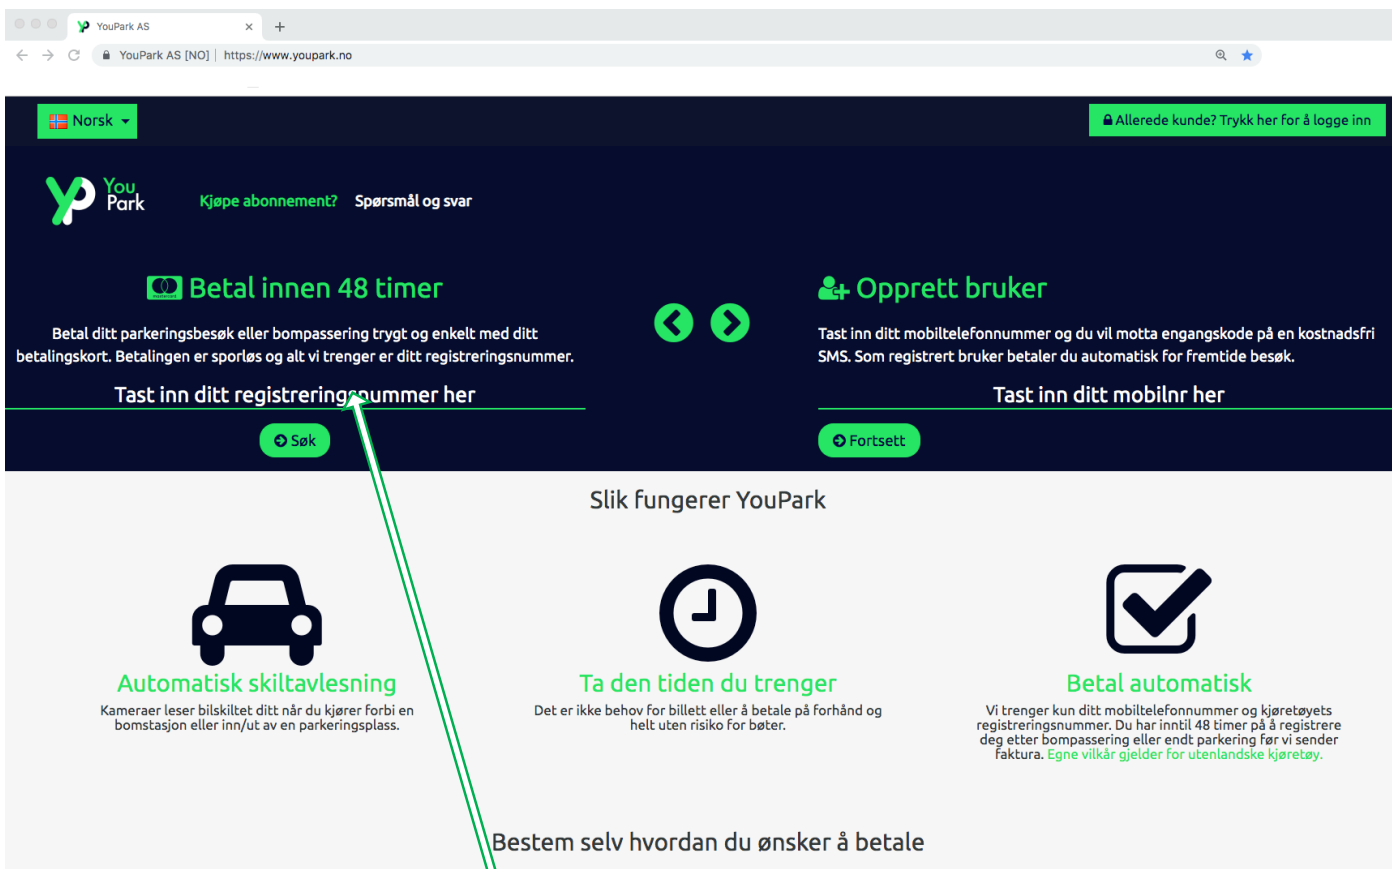 YouPark AS
YouPark AS [NO] | https://www.youpark.no
Norsk
Allerede kunde? Trykk her for å logge inn
You
Park
Kjøpe abonnement? Spørsmål og svar
Betal innen 48 timer
Betal ditt parkeringsbesøk eller bompassering trygt og enkelt med ditt
betalingskort. Betalingen er sporløs og alt vi trenger er ditt registreringsnummer.
Tast inn ditt registreringsnummer her
Søk
Opprett bruker
Tast inn ditt mobiltelefonnummer og du vil motta engangskode på en kostnadsfri
SMS. Som registrert bruker betaler du automatisk for fremtide besøk.
Tast inn ditt mobilnr her
Fortsett
Slik fungerer YouPark
Automatisk skiltavlesning
Kameraer leser bilskiltet ditt når du kjører forbi en
bomstasjon eller inn/ut av en parkeringsplass.
Ta den tiden du trenger
Det er ikke behov for billett eller å betale på forhånd og
helt uten risiko for bøter.
Betal automatisk
Vi trenger kun ditt mobiltelefonnummer og kjøretøyets
registreringsnummer. Du har inntil 48 timer på å registrere
deg etter bompassering eller endt parkering før vi sender
faktura. Egne vilkår gjelder for utenlandske kjøretøy.
Bestem selv hvordan du ønsker å betale